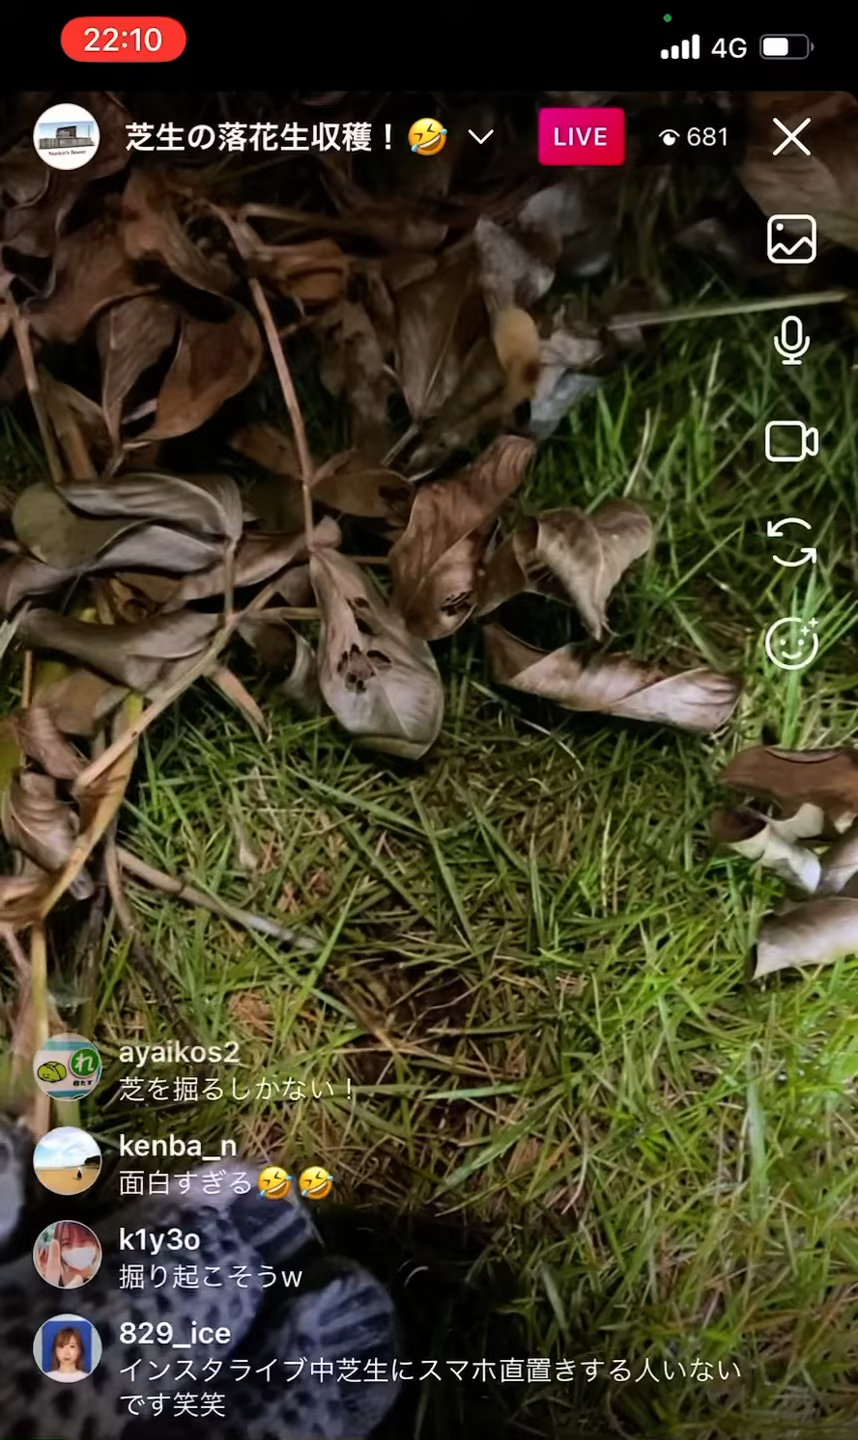 22:10
4G
芝生の落花生収穫！🤣
LIVE
681
ayaikos2
芝を掘るしかない！
kenba_n
面白すぎる🤣🤣
k1y3o
掘り起こそうw
829_ice
インスタライブ中芝生にスマホ直置きする人いない
です笑笑